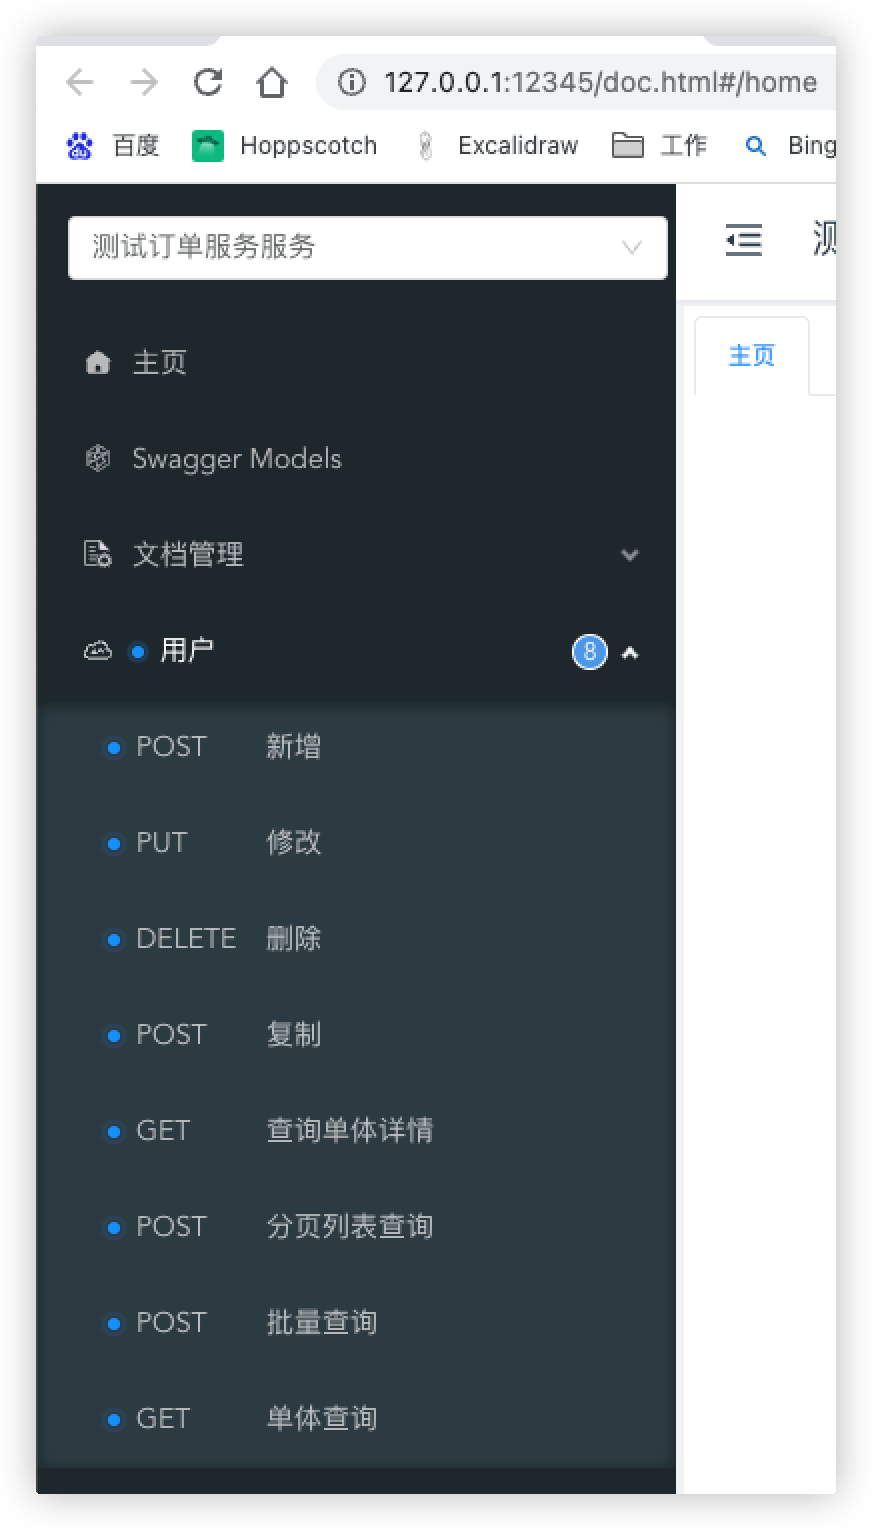 127.0.0.1:12345/doc.html#/home
百度 Hoppscotch Excalidraw 工作 Bing
测试订单服务服务
测
主页
主页
Swagger Models
文档管理
用户 8
POST 新增
PUT 修改
DELETE 删除
POST 复制
GET 查询单体详情
POST 分页列表查询
POST 批量查询
GET 单体查询